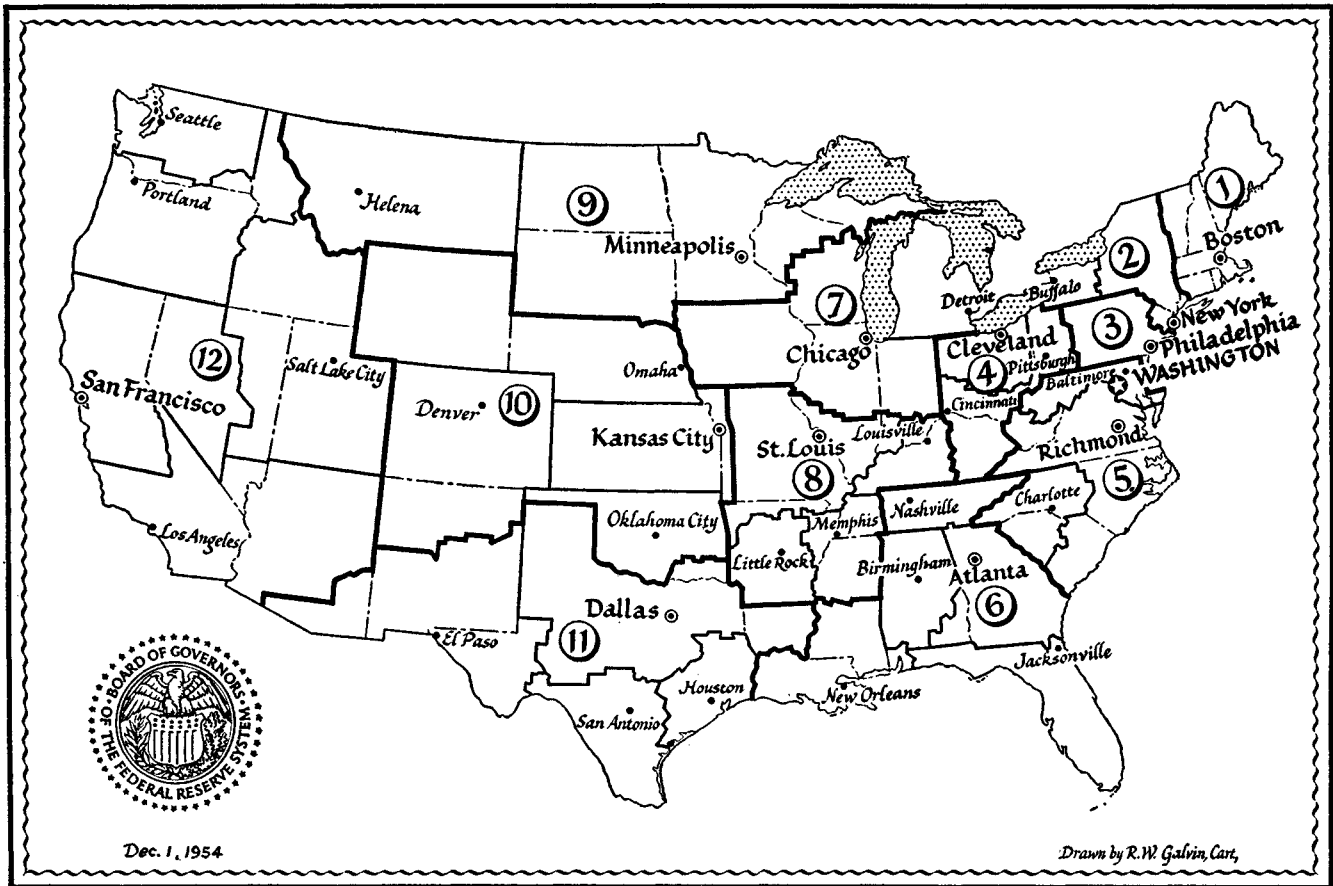 Seattle
Portland
Helena
9
Minneapolis
1
Boston
2
Buffalo
Detroit
7
Chicago
New York
3
Philadelphia
Cleveland
Pittsburgh
4
WASHINGTON
Baltimore
Cincinnati
12
Salt Lake City
San Francisco
Omaha
Denver
10
Kansas City
St. Louis
Louisville
8
Richmond
5
Charlotte
Los Angeles
Oklahoma City
Memphis
Nashville
Little Rock
Birmingham
Atlanta
6
Dallas
11
El Paso
Houston
San Antonio
New Orleans
Jacksonville
BOARD OF GOVERNORS
OF THE FEDERAL RESERVE SYSTEM
Dec. 1, 1954
Drawn by R.W. Galvin, Cart,